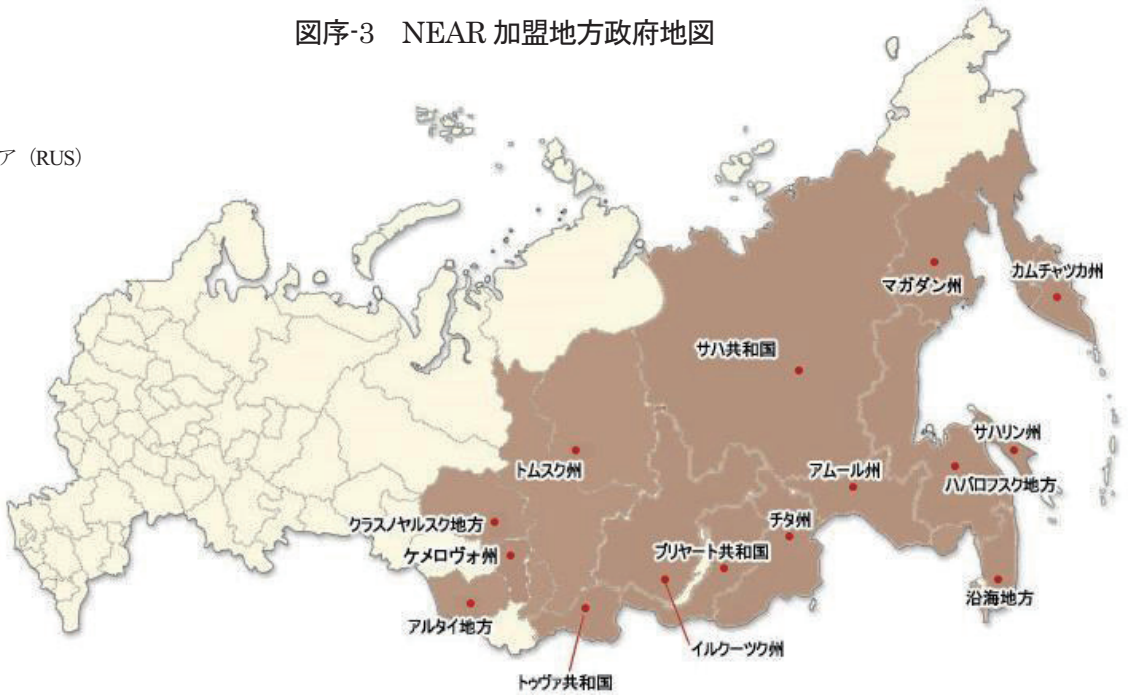 図序-3 NEAR 加盟地方政府地図
ア (RUS)
カムチャツカ州
マガダン州
サハ共和国
サハリン州
トムスク州
アムール州
ハバロフスク地方
クラスノヤルスク地方
チタ州
ケメロヴォ州
ブリヤート共和国
沿海地方
アルタイ地方
イルクーツク州
トゥヴァ共和国